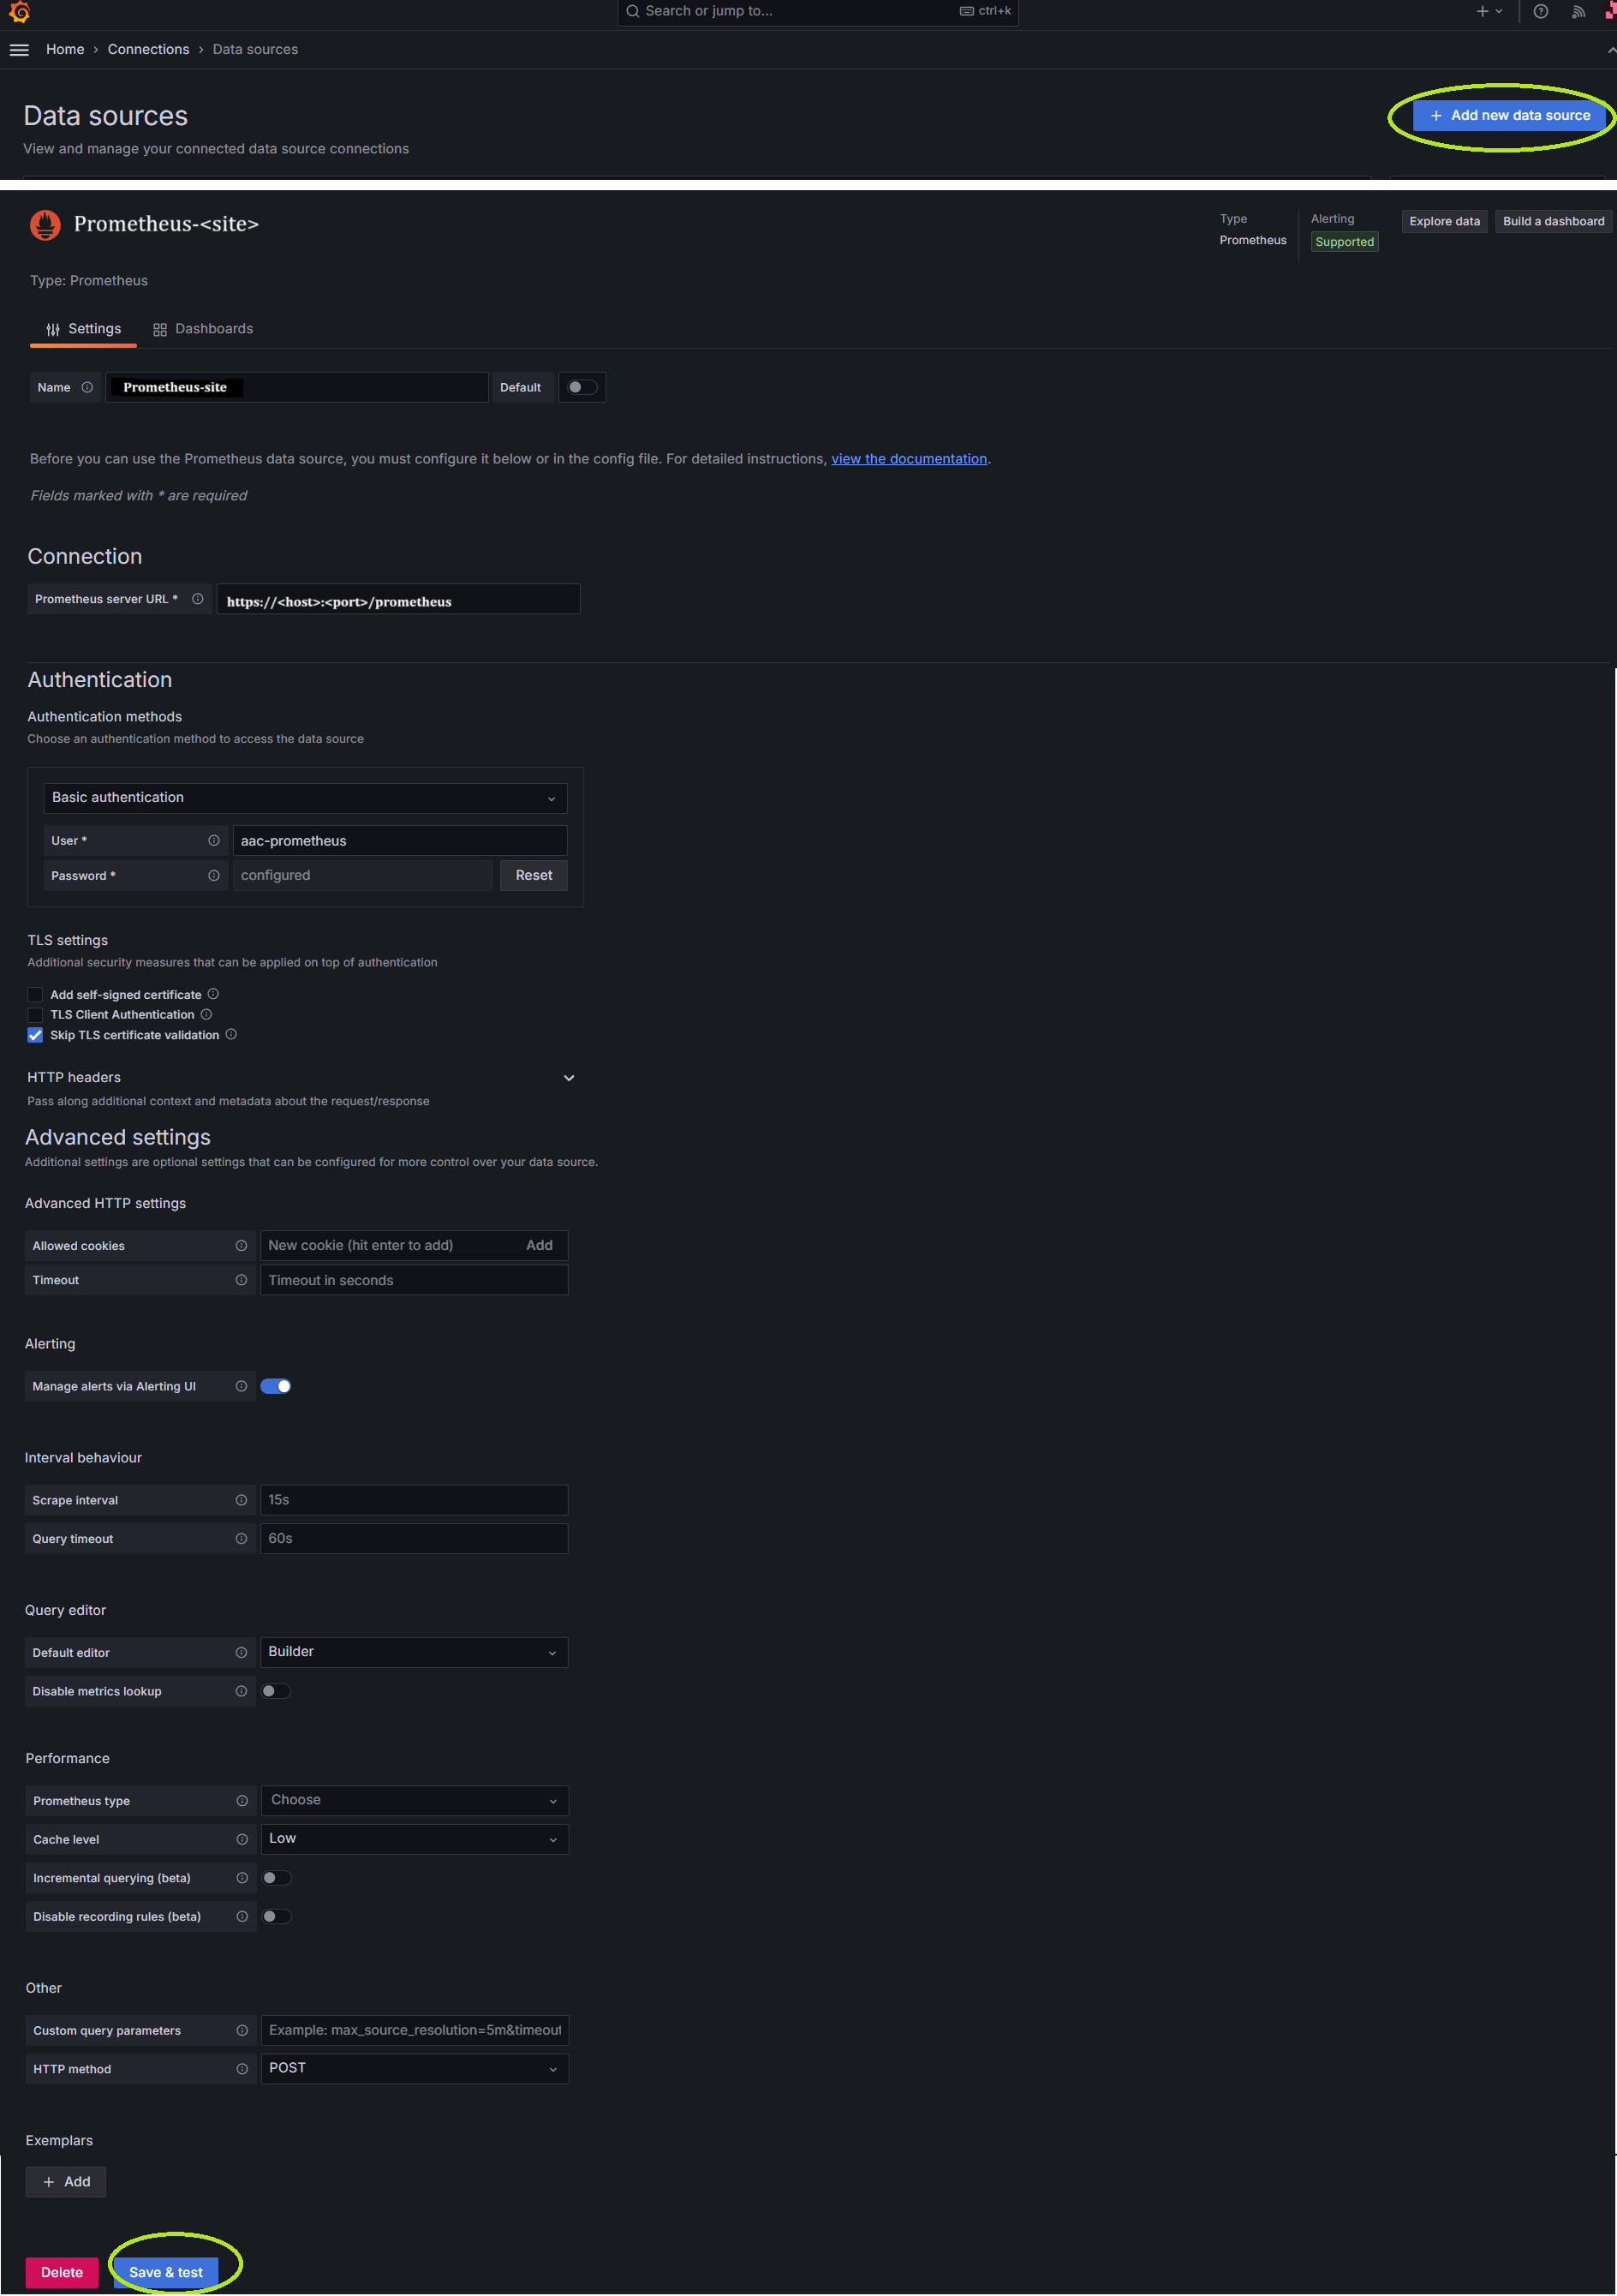 Search or jump to... ctrl+k
Home › Connections › Data sources
Data sources
+ Add new data source
View and manage your connected data source connections
Prometheus-<site>
Type
Prometheus
Alerting
Supported
Explore data
Build a dashboard
Type: Prometheus
Settings Dashboards
Name Prometheus-site Default
Before you can use the Prometheus data source, you must configure it below or in the config file. For detailed instructions, view the documentation.
Fields marked with * are required
Connection
Prometheus server URL * https://<host>:<port>/prometheus
Authentication
Authentication methods
Choose an authentication method to access the data source
Basic authentication
User * aac-prometheus
Password * configured Reset
TLS settings
Additional security measures that can be applied on top of authentication
Add self-signed certificate
TLS Client Authentication
Skip TLS certificate validation
HTTP headers
Pass along additional context and metadata about the request/response
Advanced settings
Additional settings are optional settings that can be configured for more control over your data source.
Advanced HTTP settings
Allowed cookies New cookie (hit enter to add) Add
Timeout Timeout in seconds
Alerting
Manage alerts via Alerting UI
Interval behaviour
Scrape interval 15s
Query timeout 60s
Query editor
Default editor Builder
Disable metrics lookup
Performance
Prometheus type Choose
Cache level Low
Incremental querying (beta)
Disable recording rules (beta)
Other
Custom query parameters Example: max_source_resolution=5m&timeout
HTTP method POST
Exemplars
+ Add
Delete Save & test